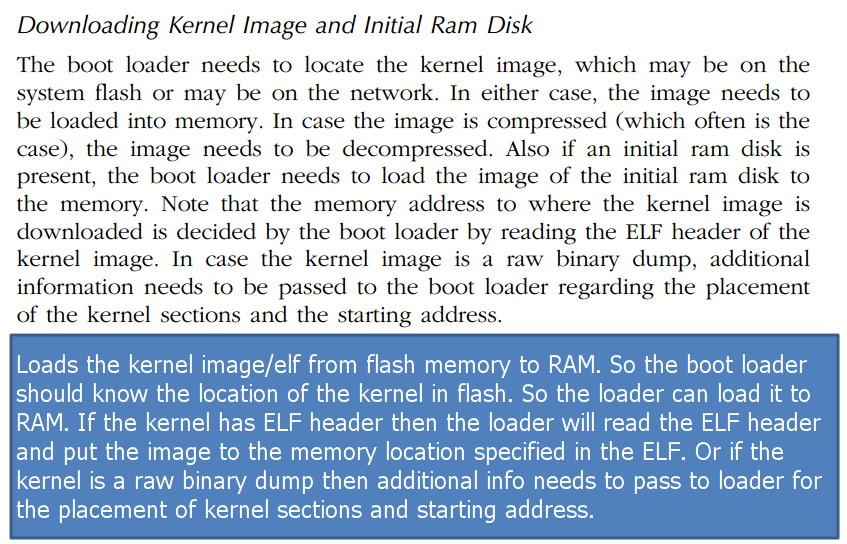 Downloading Kernel Image and Initial Ram Disk
The boot loader needs to locate the kernel image, which may be on the
system flash or may be on the network. In either case, the image needs to
be loaded into memory. In case the image is compressed (which often is the
case), the image needs to be decompressed. Also if an initial ram disk is
present, the boot loader needs to load the image of the initial ram disk to
the memory. Note that the memory address to where the kernel image is
downloaded is decided by the boot loader by reading the ELF header of the
kernel image. In case the kernel image is a raw binary dump, additional
information needs to be passed to the boot loader regarding the placement
of the kernel sections and the starting address.
Loads the kernel image/elf from flash memory to RAM. So the boot loader
should know the location of the kernel in flash. So the loader can load it to
RAM. If the kernel has ELF header then the loader will read the ELF header
and put the image to the memory location specified in the ELF. Or if the
kernel is a raw binary dump then additional info needs to pass to loader for
the placement of kernel sections and starting address.